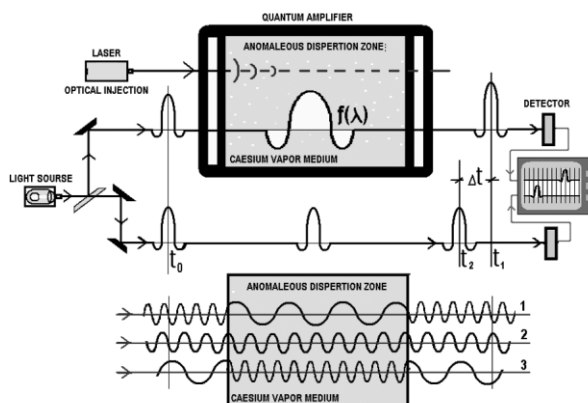 QUANTUM AMPLIFIER
ANOMALEOUS DISPERTION ZONE
LASER
OPTICAL INJECTION
f(λ)
DETECTOR
CAESIUM VAPOR MEDIUM
LIGHT SOURSE
Δt
t₀
t₂
t₁
ANOMALEOUS DISPERTION ZONE
1
2
3
CAESIUM VAPOR MEDIUM